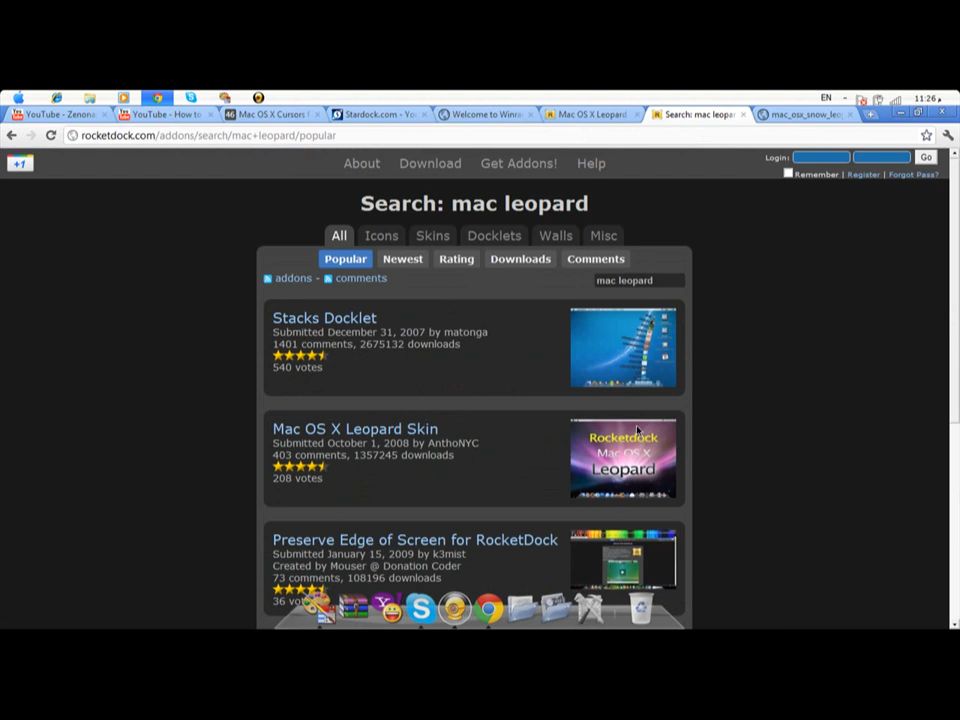 EN
11:26 م
YouTube - Zenona
YouTube - How to
Mac OS X Cursors f
Stardock.com - Yo
Welcome to Winra
Mac OS X Leopard
Search: mac leopa
mac_osx_snow_leo
rocketdock.com/addons/search/mac+leopard/popular
+1
About Download Get Addons! Help
Login: Go
Remember | Register | Forgot Pass?
Search: mac leopard
All Icons Skins Docklets Walls Misc
Popular Newest Rating Downloads Comments
addons - comments
mac leopard
Stacks Docklet
Submitted December 31, 2007 by matonga
1401 comments, 2675132 downloads
540 votes
Mac OS X Leopard Skin
Submitted October 1, 2008 by AnthoNYC
403 comments, 1357245 downloads
208 votes
Rocketdock
Mac OS X
Leopard
Preserve Edge of Screen for RocketDock
Submitted January 15, 2009 by k3mist
Created by Mouser @ Donation Coder
73 comments, 108196 downloads
36 vo